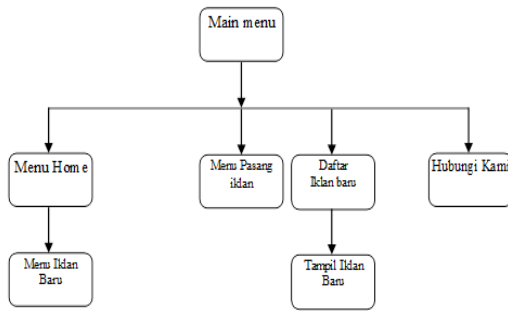 Main menu
Menu Home
Menu Pasang
iklan
Daftar
Iklan baru
Hubungi Kami
Menu Iklan
Baru
Tampil Iklan
Baru